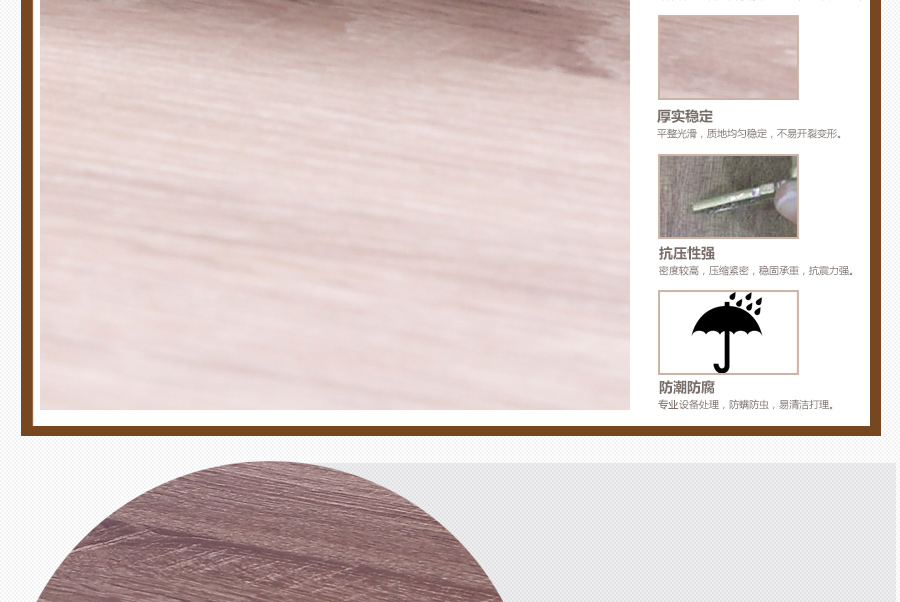 厚实稳定
平整光滑，质地均匀稳定，不易开裂变形。
抗压性强
密度较高，压缩紧密，稳固承重，抗震力强。
防潮防腐
专业设备处理，防螨防虫，易清洁打理。